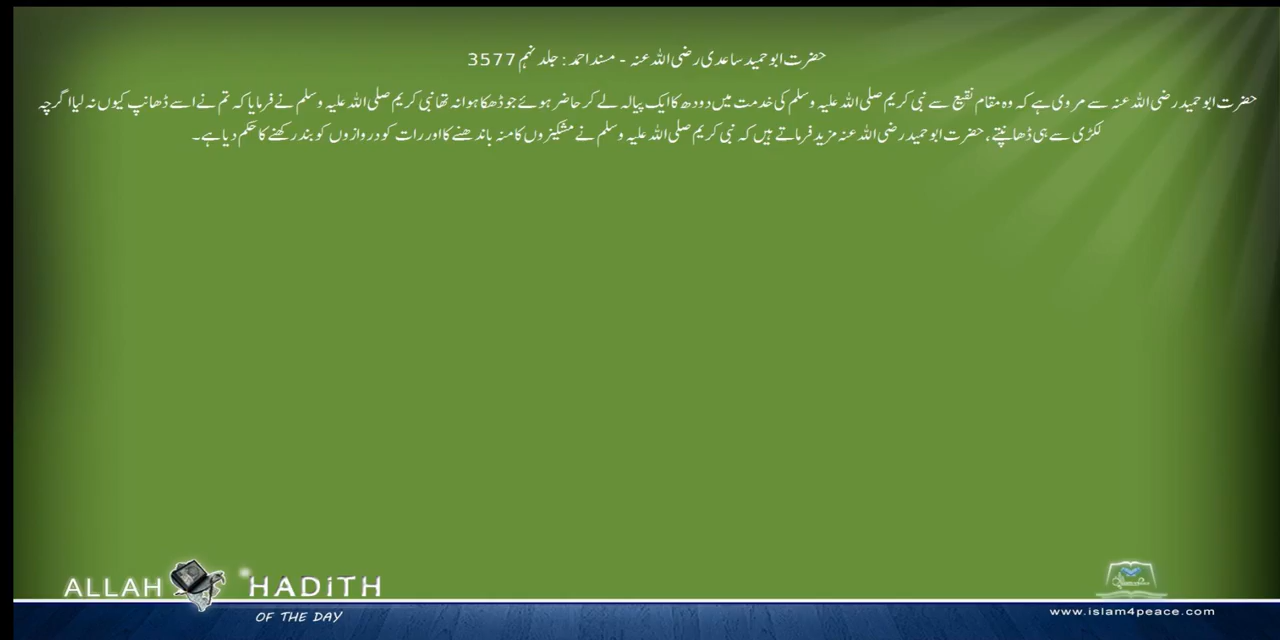 حضرت ابوحمید ساعدی رضی اللہ عنہ - مسند احمد : جلد نہم 3577
حضرت ابوحمید رضی اللہ عنہ سے مروی ہے کہ وہ مقام نقیع سے نبی کریم صلی اللہ علیہ وسلم کی خدمت میں دودھ کا ایک پیالہ لے کر حاضر ہوئے جو ڈھکا ہوا نہ تھا نبی کریم صلی اللہ علیہ وسلم نے فرمایا کہ تم نے اسے ڈھانپ کیوں نہ لیا اگرچہ
لکڑی سے ہی ڈھانپتے، حضرت ابوحمید رضی اللہ عنہ مزید فرماتے ہیں کہ نبی کریم صلی اللہ علیہ وسلم نے مشکیزوں کا منہ باندھنے کا اور رات کو دروازوں کو بند رکھنے کا حکم دیا ہے۔
ALLAH HADITH
OF THE DAY
www.islam4peace.com